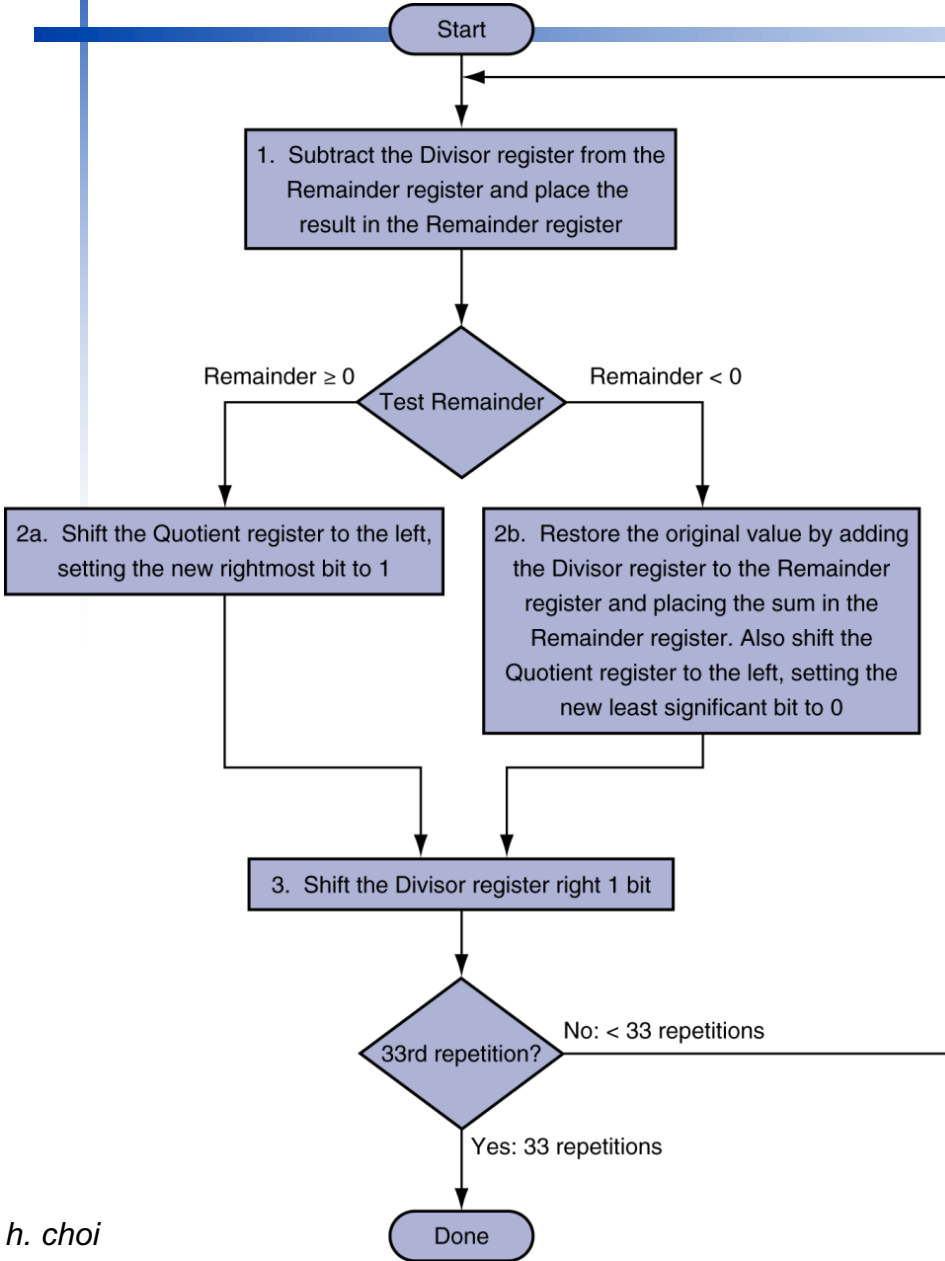 Start
1. Subtract the Divisor register from the
Remainder register and place the
result in the Remainder register
Remainder ≥ 0
Remainder < 0
Test Remainder
2a. Shift the Quotient register to the left,
setting the new rightmost bit to 1
2b. Restore the original value by adding
the Divisor register to the Remainder
register and placing the sum in the
Remainder register. Also shift the
Quotient register to the left, setting the
new least significant bit to 0
3. Shift the Divisor register right 1 bit
No: < 33 repetitions
33rd repetition?
Yes: 33 repetitions
Done
h. choi